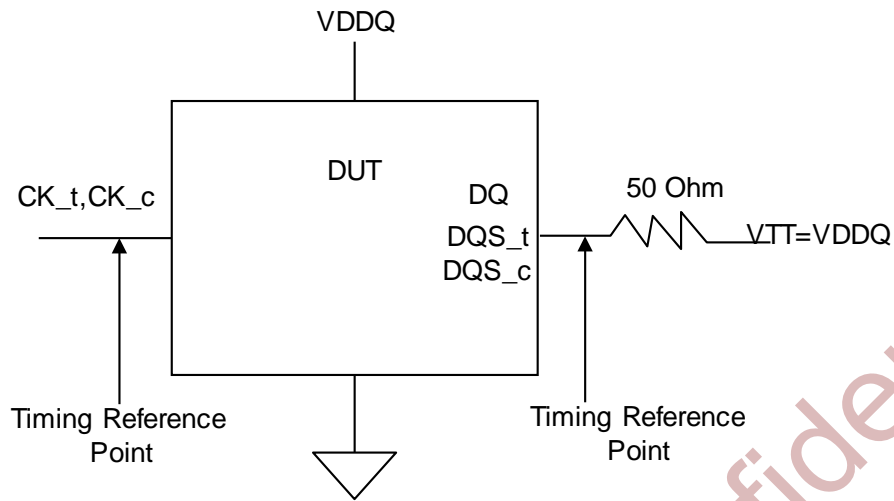 VDDQ
DUT
CK_t,CK_c
DQ
DQS_t
DQS_c
50 Ohm
VTT=VDDQ
Timing Reference
Point
Timing Reference
Point